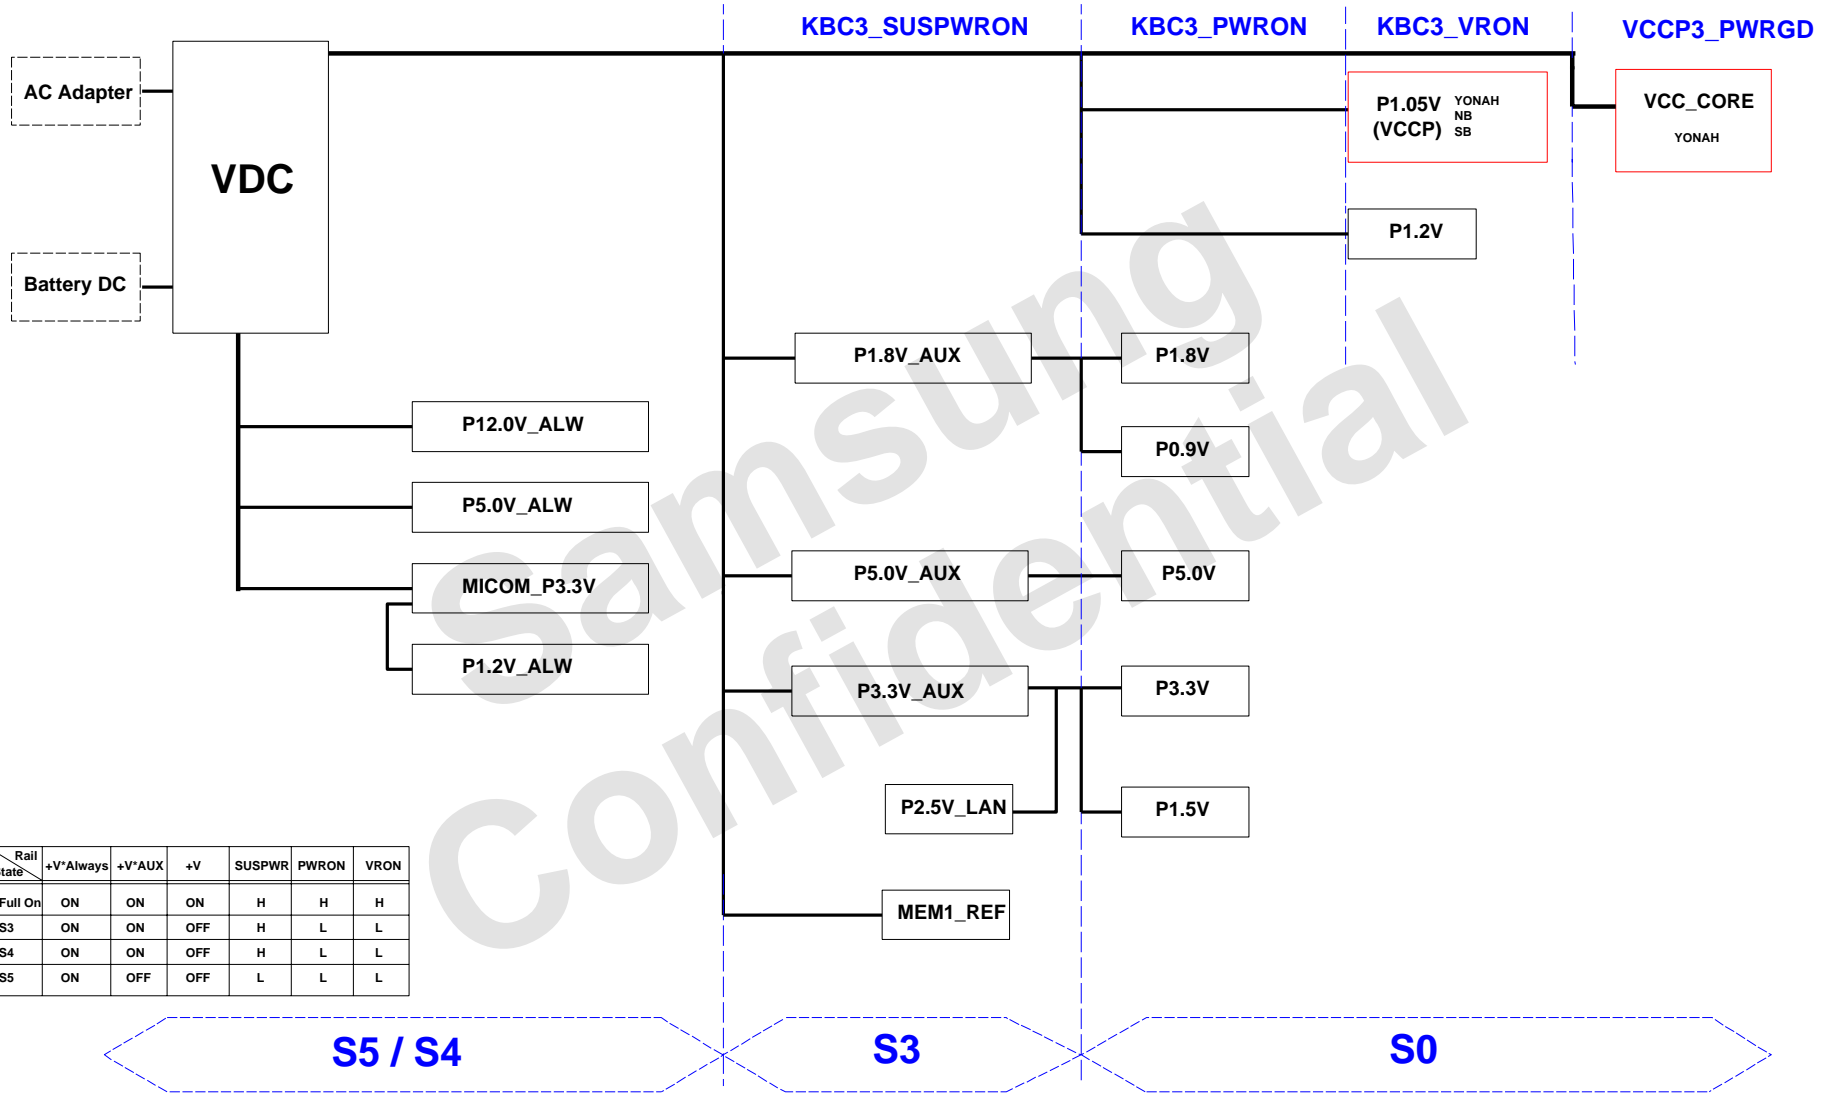 KBC3_SUSPWRON
KBC3_PWRON
KBC3_VRON
VCCP3_PWRGD
AC Adapter
VDC
Battery DC
P1.05V
(VCCP)
YONAH
NB
SB
VCC_CORE
YONAH
P1.2V
P1.8V_AUX
P1.8V
P12.0V_ALW
P0.9V
P5.0V_ALW
MICOM_P3.3V
P5.0V_AUX
P5.0V
P1.2V_ALW
P3.3V_AUX
P3.3V
P2.5V_LAN
P1.5V
MEM1_REF
Samsung
Confidential
Rail
+V*Always +V*AUX +V SUSPWR PWRON VRON
Full On ON ON ON H H H
S3 ON ON OFF H L L
S4 ON ON OFF H L L
S5 ON OFF OFF L L L
S5 / S4
S3
S0